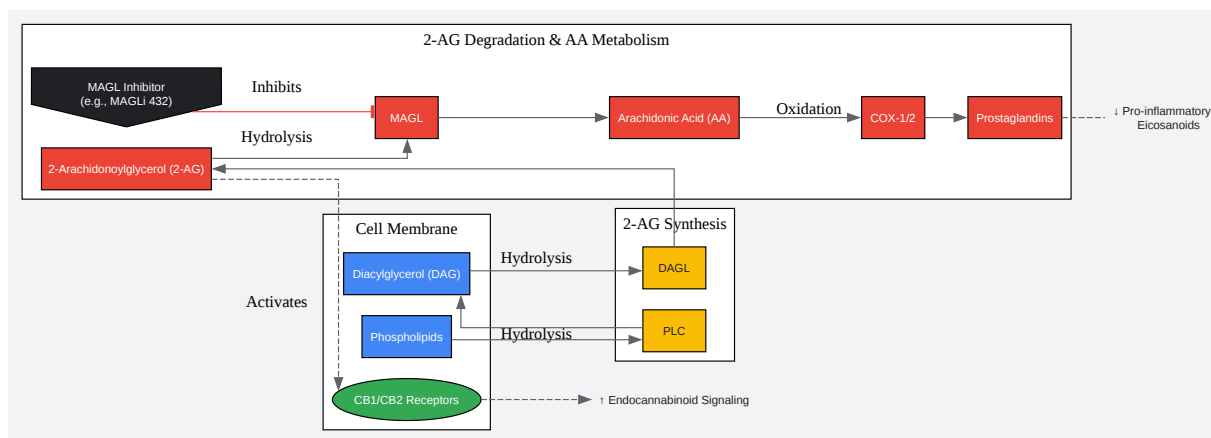 2-AG Degradation & AA Metabolism
MAGL Inhibitor
(e.g., MAGLi 432)
Inhibits
MAGL
Arachidonic Acid (AA)
Oxidation
COX-1/2
Prostaglandins
↓ Pro-inflammatory
Eicosanoids
Hydrolysis
2-Arachidonoylglycerol (2-AG)
Cell Membrane
2-AG Synthesis
Diacylglycerol (DAG)
Hydrolysis
DAGL
Activates
Phospholipids
Hydrolysis
PLC
CB1/CB2 Receptors
↑ Endocannabinoid Signaling